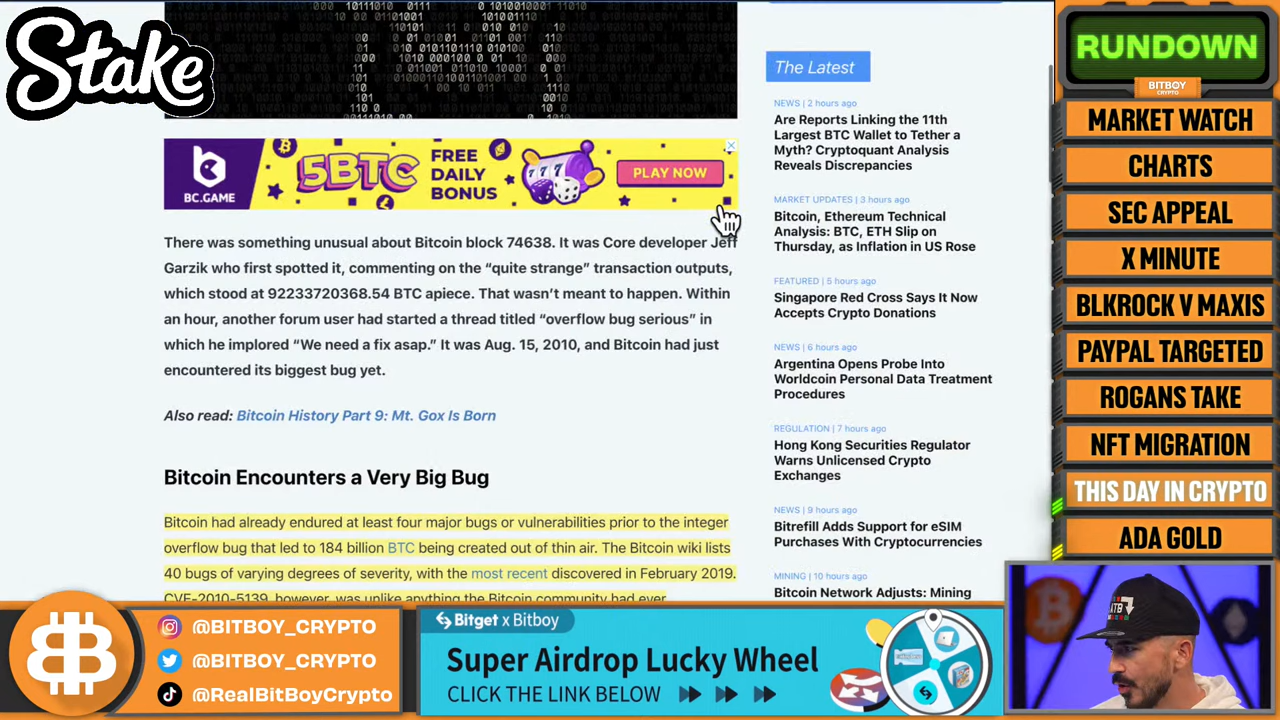 Stake
BC.GAME
5BTC
FREE
DAILY
BONUS
777
PLAY NOW
There was something unusual about Bitcoin block 74638. It was Core developer Jeff
Garzik who first spotted it, commenting on the “quite strange” transaction outputs,
which stood at 92233720368.54 BTC apiece. That wasn’t meant to happen. Within
an hour, another forum user had started a thread titled “overflow bug serious” in
which he implored “We need a fix asap.” It was Aug. 15, 2010, and Bitcoin had just
encountered its biggest bug yet.
Also read: Bitcoin History Part 9: Mt. Gox Is Born
Bitcoin Encounters a Very Big Bug
Bitcoin had already endured at least four major bugs or vulnerabilities prior to the integer
overflow bug that led to 184 billion BTC being created out of thin air. The Bitcoin wiki lists
40 bugs of varying degrees of severity, with the most recent discovered in February 2019.
CVE-2010-5139, however, was unlike anything the Bitcoin community had ever
The Latest
NEWS | 2 hours ago
Are Reports Linking the 11th
Largest BTC Wallet to Tether a
Myth? Cryptoquant Analysis
Reveals Discrepancies
MARKET UPDATES | 3 hours ago
Bitcoin, Ethereum Technical
Analysis: BTC, ETH Slip on
Thursday, as Inflation in US Rose
FEATURED | 5 hours ago
Singapore Red Cross Says It Now
Accepts Crypto Donations
NEWS | 6 hours ago
Argentina Opens Probe Into
Worldcoin Personal Data Treatment
Procedures
REGULATION | 7 hours ago
Hong Kong Securities Regulator
Warns Unlicensed Crypto
Exchanges
NEWS | 9 hours ago
Bitrefill Adds Support for eSIM
Purchases With Cryptocurrencies
MINING | 10 hours ago
Bitcoin Network Adjusts: Mining
RUNDOWN
BITBOY
CRYPTO
MARKET WATCH
CHARTS
SEC APPEAL
X MINUTE
BLKROCK V MAXIS
PAYPAL TARGETED
ROGANS TAKE
NFT MIGRATION
THIS DAY IN CRYPTO
ADA GOLD
@BITBOY_CRYPTO
@BITBOY_CRYPTO
@RealBitBoyCrypto
Bitget x Bitboy
Super Airdrop Lucky Wheel
CLICK THE LINK BELOW